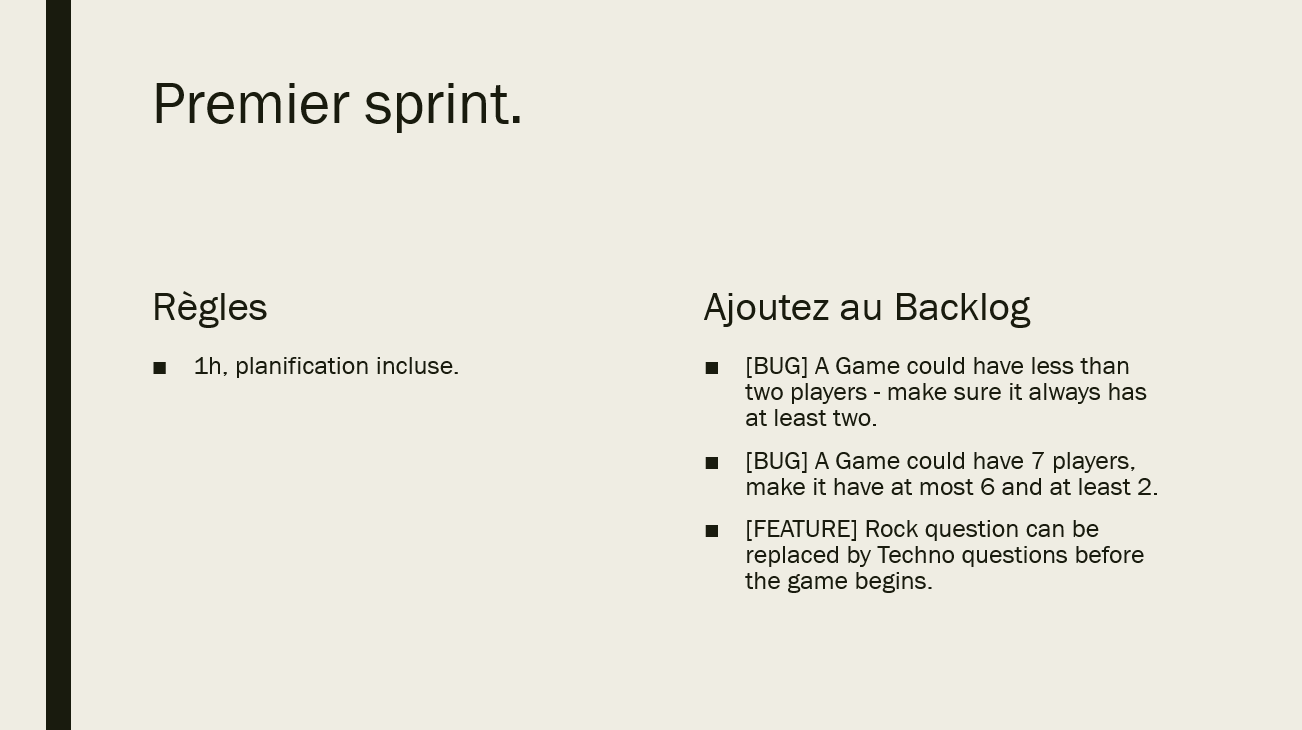 Premier sprint.
Règles
■ 1h, planification incluse.
Ajoutez au Backlog
■ [BUG] A Game could have less than
two players - make sure it always has
at least two.
■ [BUG] A Game could have 7 players,
make it have at most 6 and at least 2.
■ [FEATURE] Rock question can be
replaced by Techno questions before
the game begins.